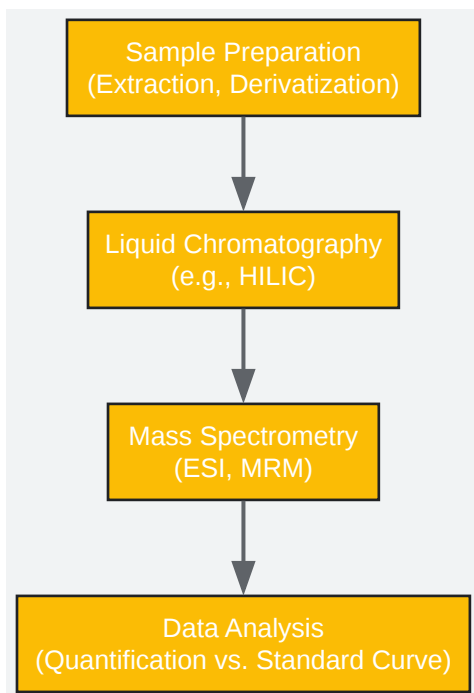 Sample Preparation
(Extraction, Derivatization)
Liquid Chromatography
(e.g., HILIC)
Mass Spectrometry
(ESI, MRM)
Data Analysis
(Quantification vs. Standard Curve)